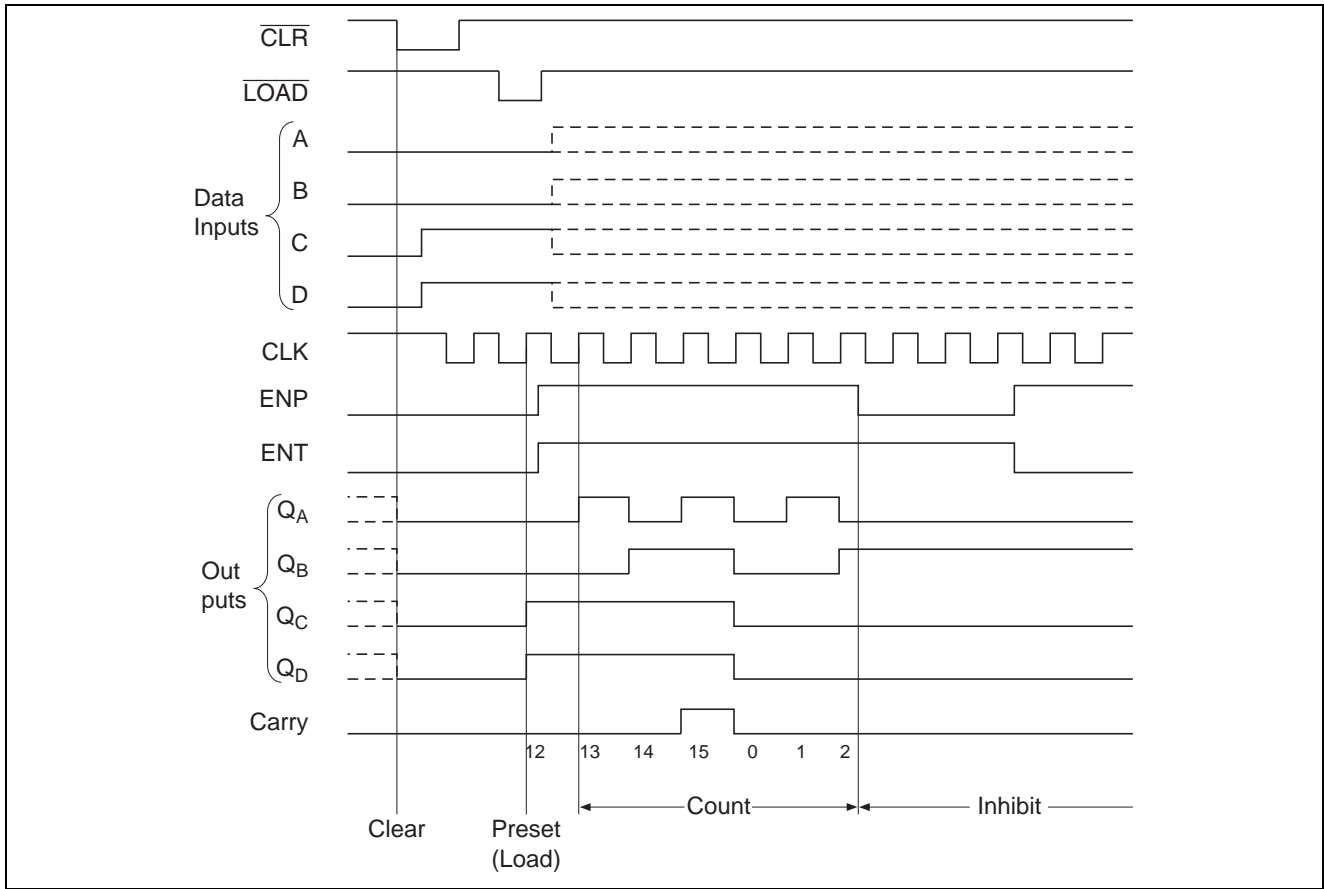 CLR
LOAD
A
B
C
D
Data
Inputs
CLK
ENP
ENT
QA
QB
QC
QD
Out
puts
Carry
12 13 14 15 0 1 2
Count
Inhibit
Clear
Preset
(Load)